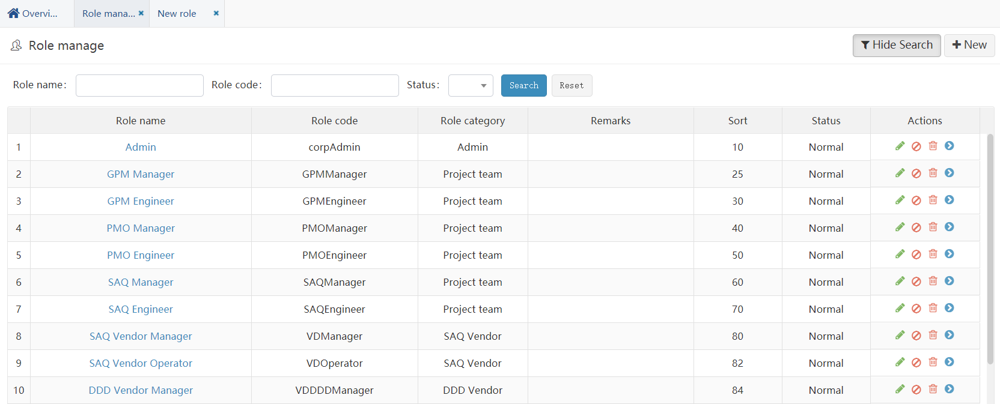 Overvi... Role mana... New role
Role manage Hide Search New
Role name: Role code: Status: Search Reset
Role name Role code Role category Remarks Sort Status Actions
1 Admin corpAdmin Admin 10 Normal
2 GPM Manager GPMManager Project team 25 Normal
3 GPM Engineer GPMEngineer Project team 30 Normal
4 PMO Manager PMOManager Project team 40 Normal
5 PMO Engineer PMOEngineer Project team 50 Normal
6 SAQ Manager SAQManager Project team 60 Normal
7 SAQ Engineer SAQEngineer Project team 70 Normal
8 SAQ Vendor Manager VDManager SAQ Vendor 80 Normal
9 SAQ Vendor Operator VDOperator SAQ Vendor 82 Normal
10 DDD Vendor Manager VDDDDManager DDD Vendor 84 Normal